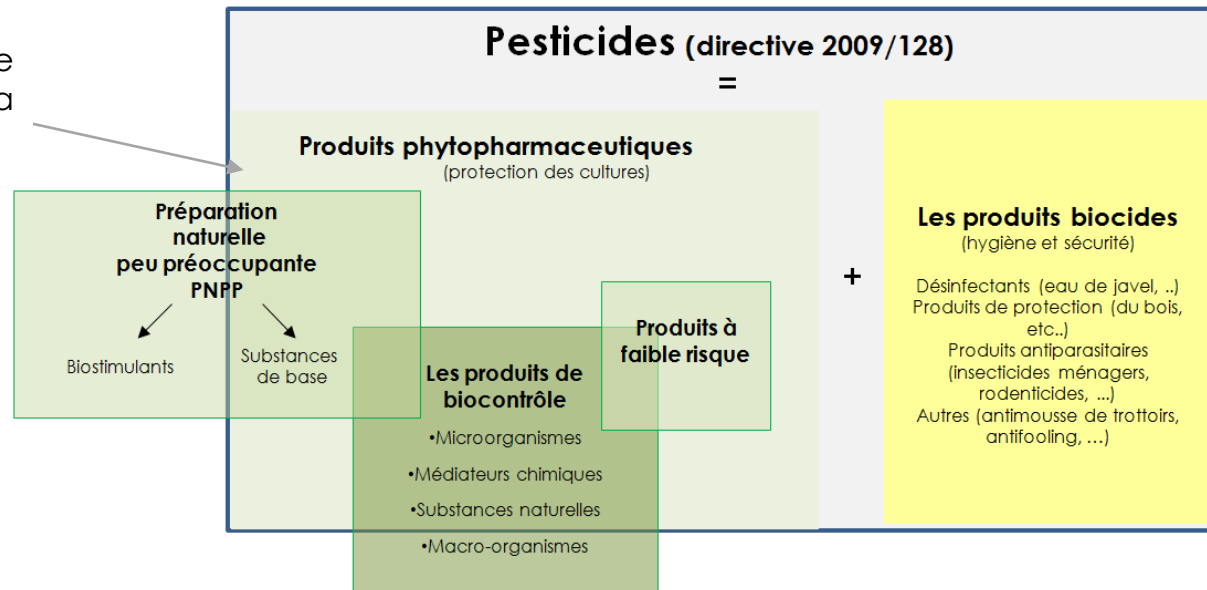 Pesticides (directive 2009/128)
=
e
a
Produits phytopharmaceutiques
(protection des cultures)
Préparation
naturelle
peu préoccupante
PNPP
Biostimulants
Substances
de base
Les produits de
biocontrôle
•Microorganismes
•Médiateurs chimiques
•Substances naturelles
•Macro-organismes
Produits à
faible risque
+
Les produits biocides
(hygiène et sécurité)
Désinfectants (eau de javel, ..)
Produits de protection (du bois,
etc..)
Produits antiparasitaires
(insecticides ménagers,
rodenticides, ...)
Autres (antimousse de trottoirs,
antifooling, ...)